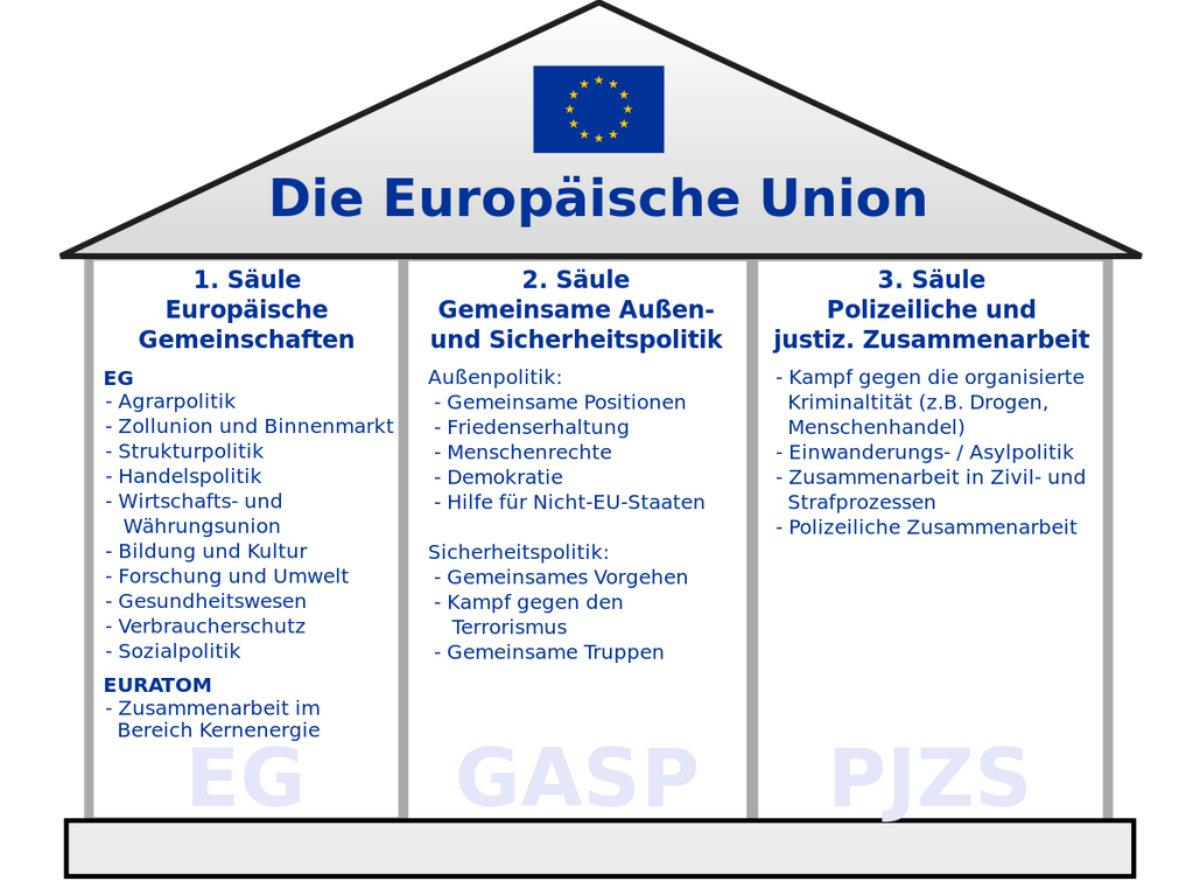 Die Europäische Union
1. Säule
Europäische
Gemeinschaften
EG
- Agrarpolitik
- Zollunion und Binnenmarkt
- Strukturpolitik
- Handelspolitik
- Wirtschafts- und
Währungsunion
- Bildung und Kultur
- Forschung und Umwelt
- Gesundheitswesen
- Verbraucherschutz
- Sozialpolitik
EURATOM
- Zusammenarbeit im
Bereich Kernenergie
EG
2. Säule
Gemeinsame Außen-
und Sicherheitspolitik
Außenpolitik:
- Gemeinsame Positionen
- Friedenserhaltung
- Menschenrechte
- Demokratie
- Hilfe für Nicht-EU-Staaten
Sicherheitspolitik:
- Gemeinsames Vorgehen
- Kampf gegen den
Terrorismus
- Gemeinsame Truppen
GASP
3. Säule
Polizeiliche und
justiz. Zusammenarbeit
- Kampf gegen die organisierte
Kriminaltität (z.B. Drogen,
Menschenhandel)
- Einwanderungs- / Asylpolitik
- Zusammenarbeit in Zivil- und
Strafprozessen
- Polizeiliche Zusammenarbeit
PJZS